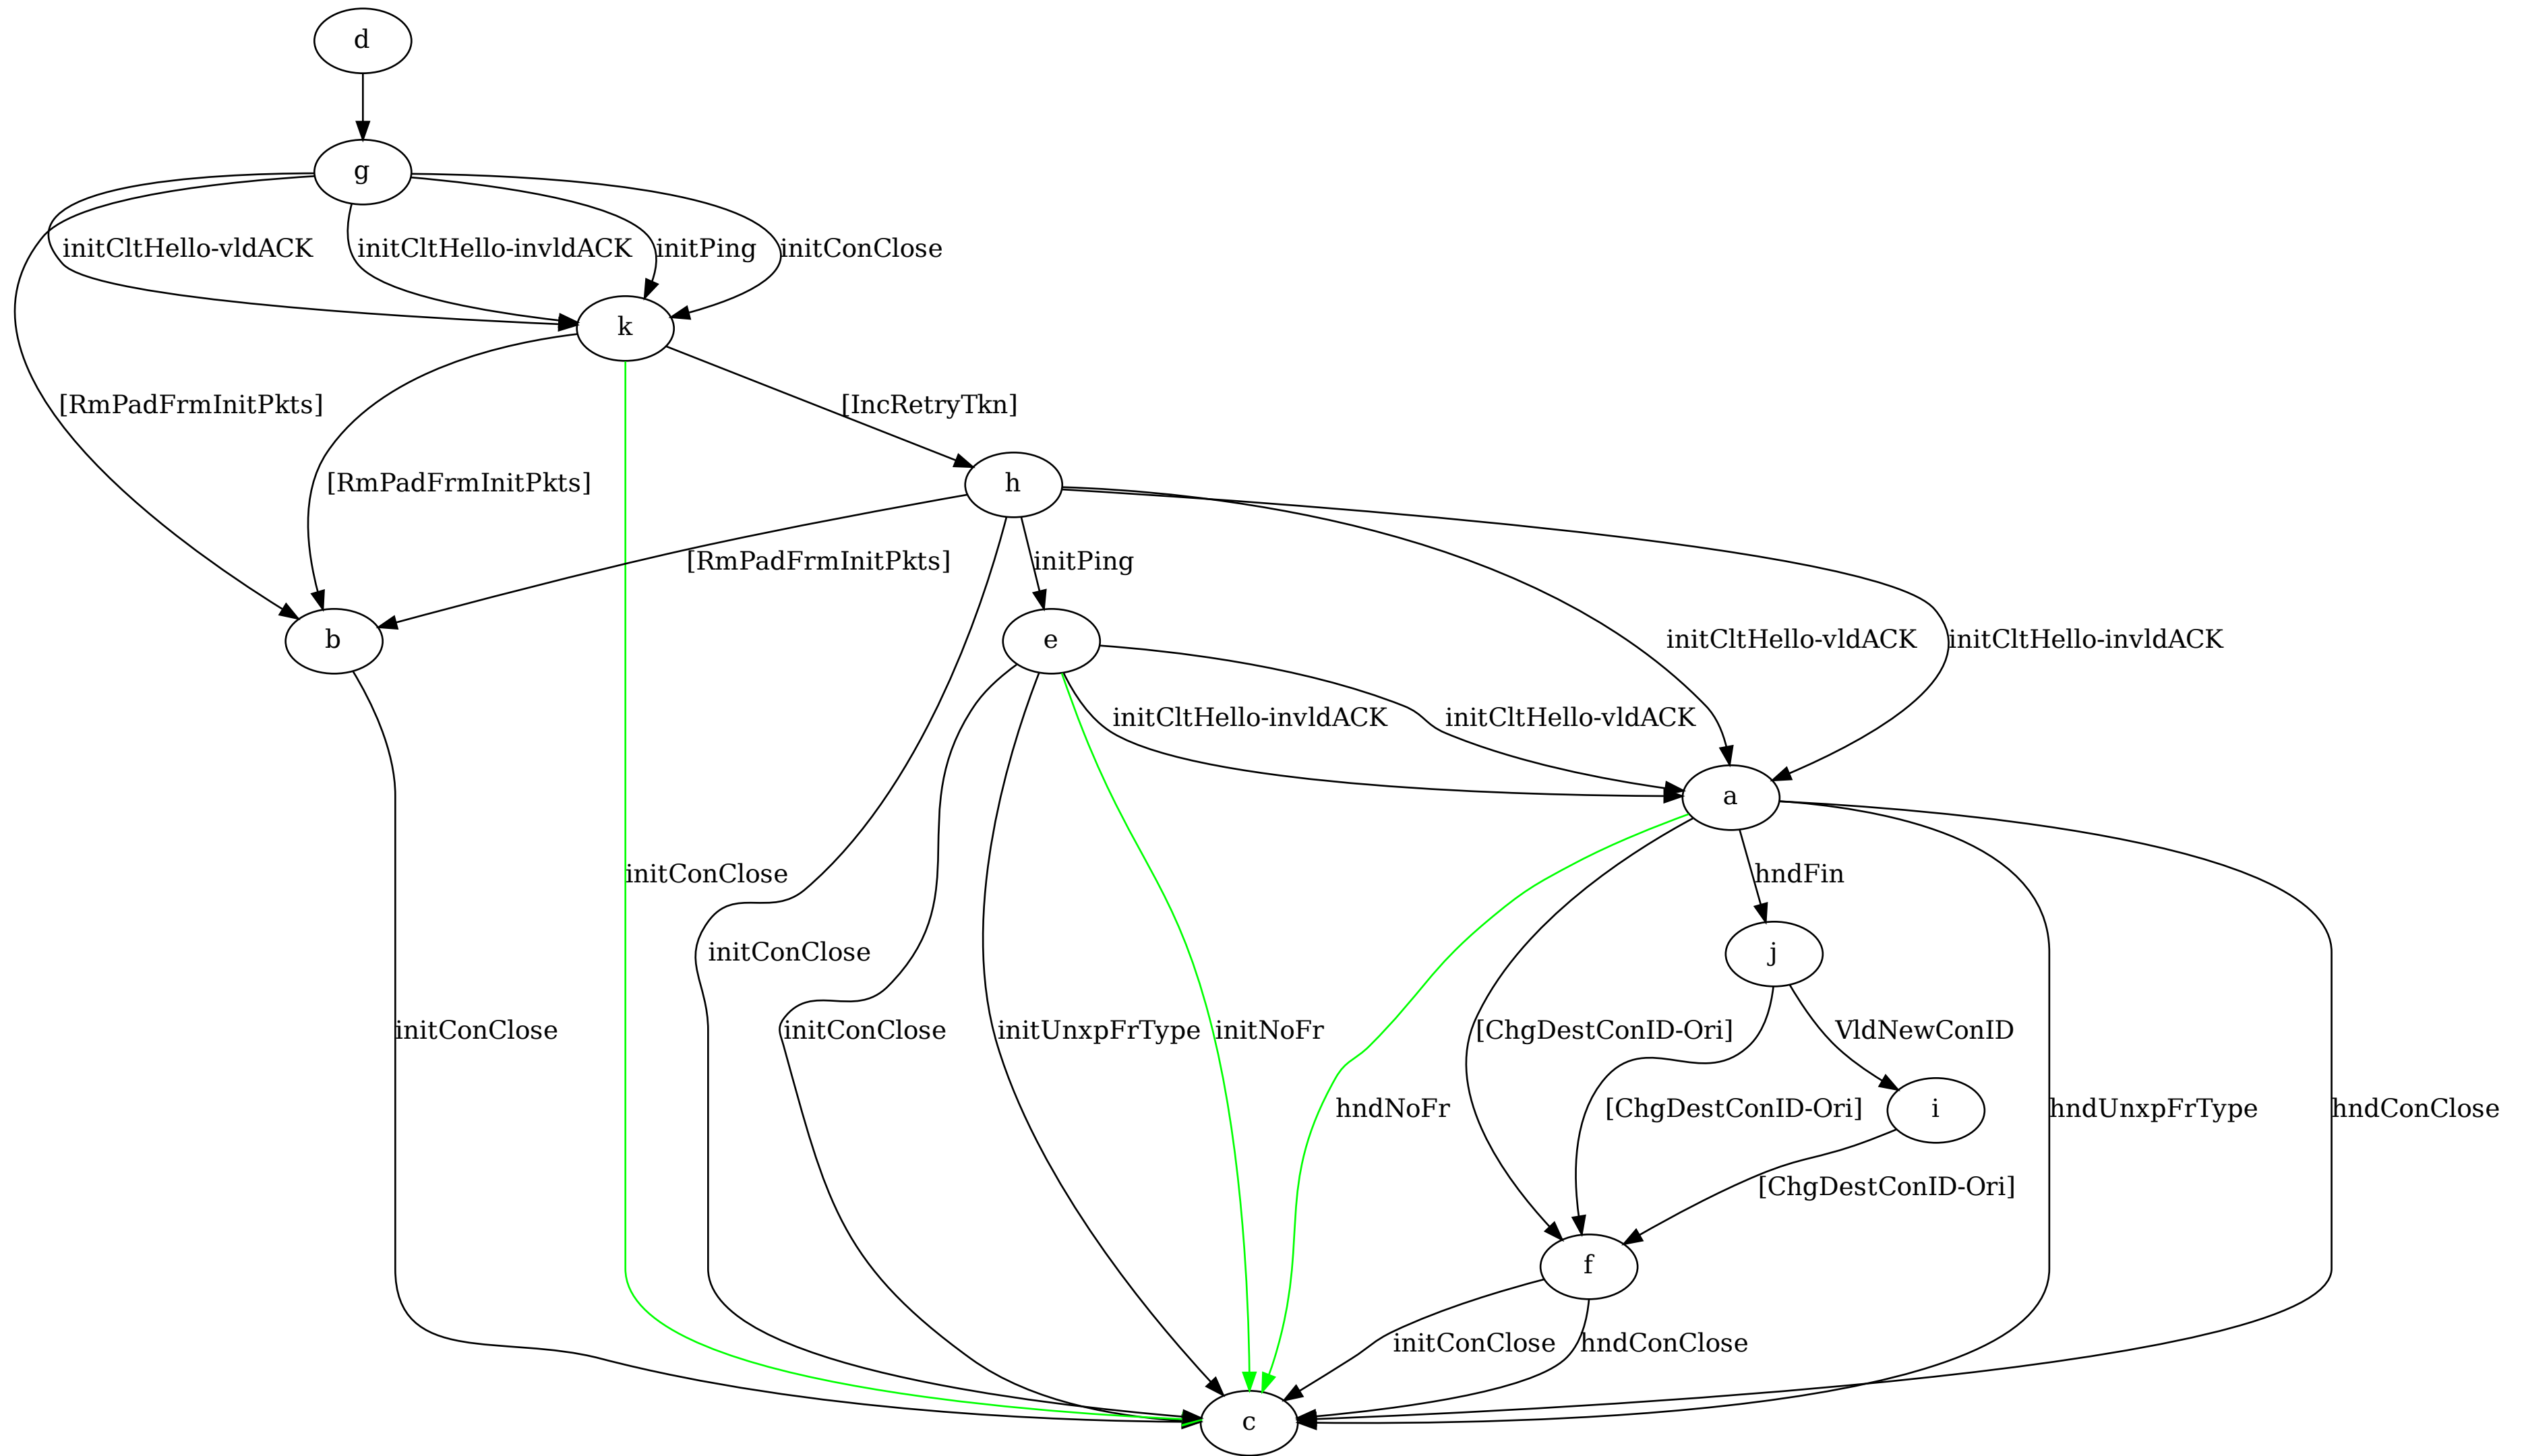 d
g
initCltHello-vldACK
initCltHello-invldACK
initPing
initConClose
k
[RmPadFrmInitPkts]
[IncRetryTkn]
[RmPadFrmInitPkts]
h
[RmPadFrmInitPkts]
initPing
b
e
initCltHello-vldACK
initCltHello-invldACK
initCltHello-invldACK
initCltHello-vldACK
a
initConClose
hndFin
initConClose
j
initConClose
initConClose
initUnxpFrType
initNoFr
[ChgDestConID-Ori]
VldNewConID
hndNoFr
[ChgDestConID-Ori]
i
hndUnxpFrType
hndConClose
[ChgDestConID-Ori]
f
initConClose
hndConClose
c